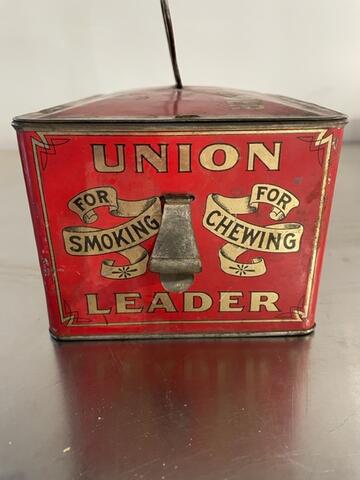 UNION
FOR SMOKING
FOR CHEWING
LEADER